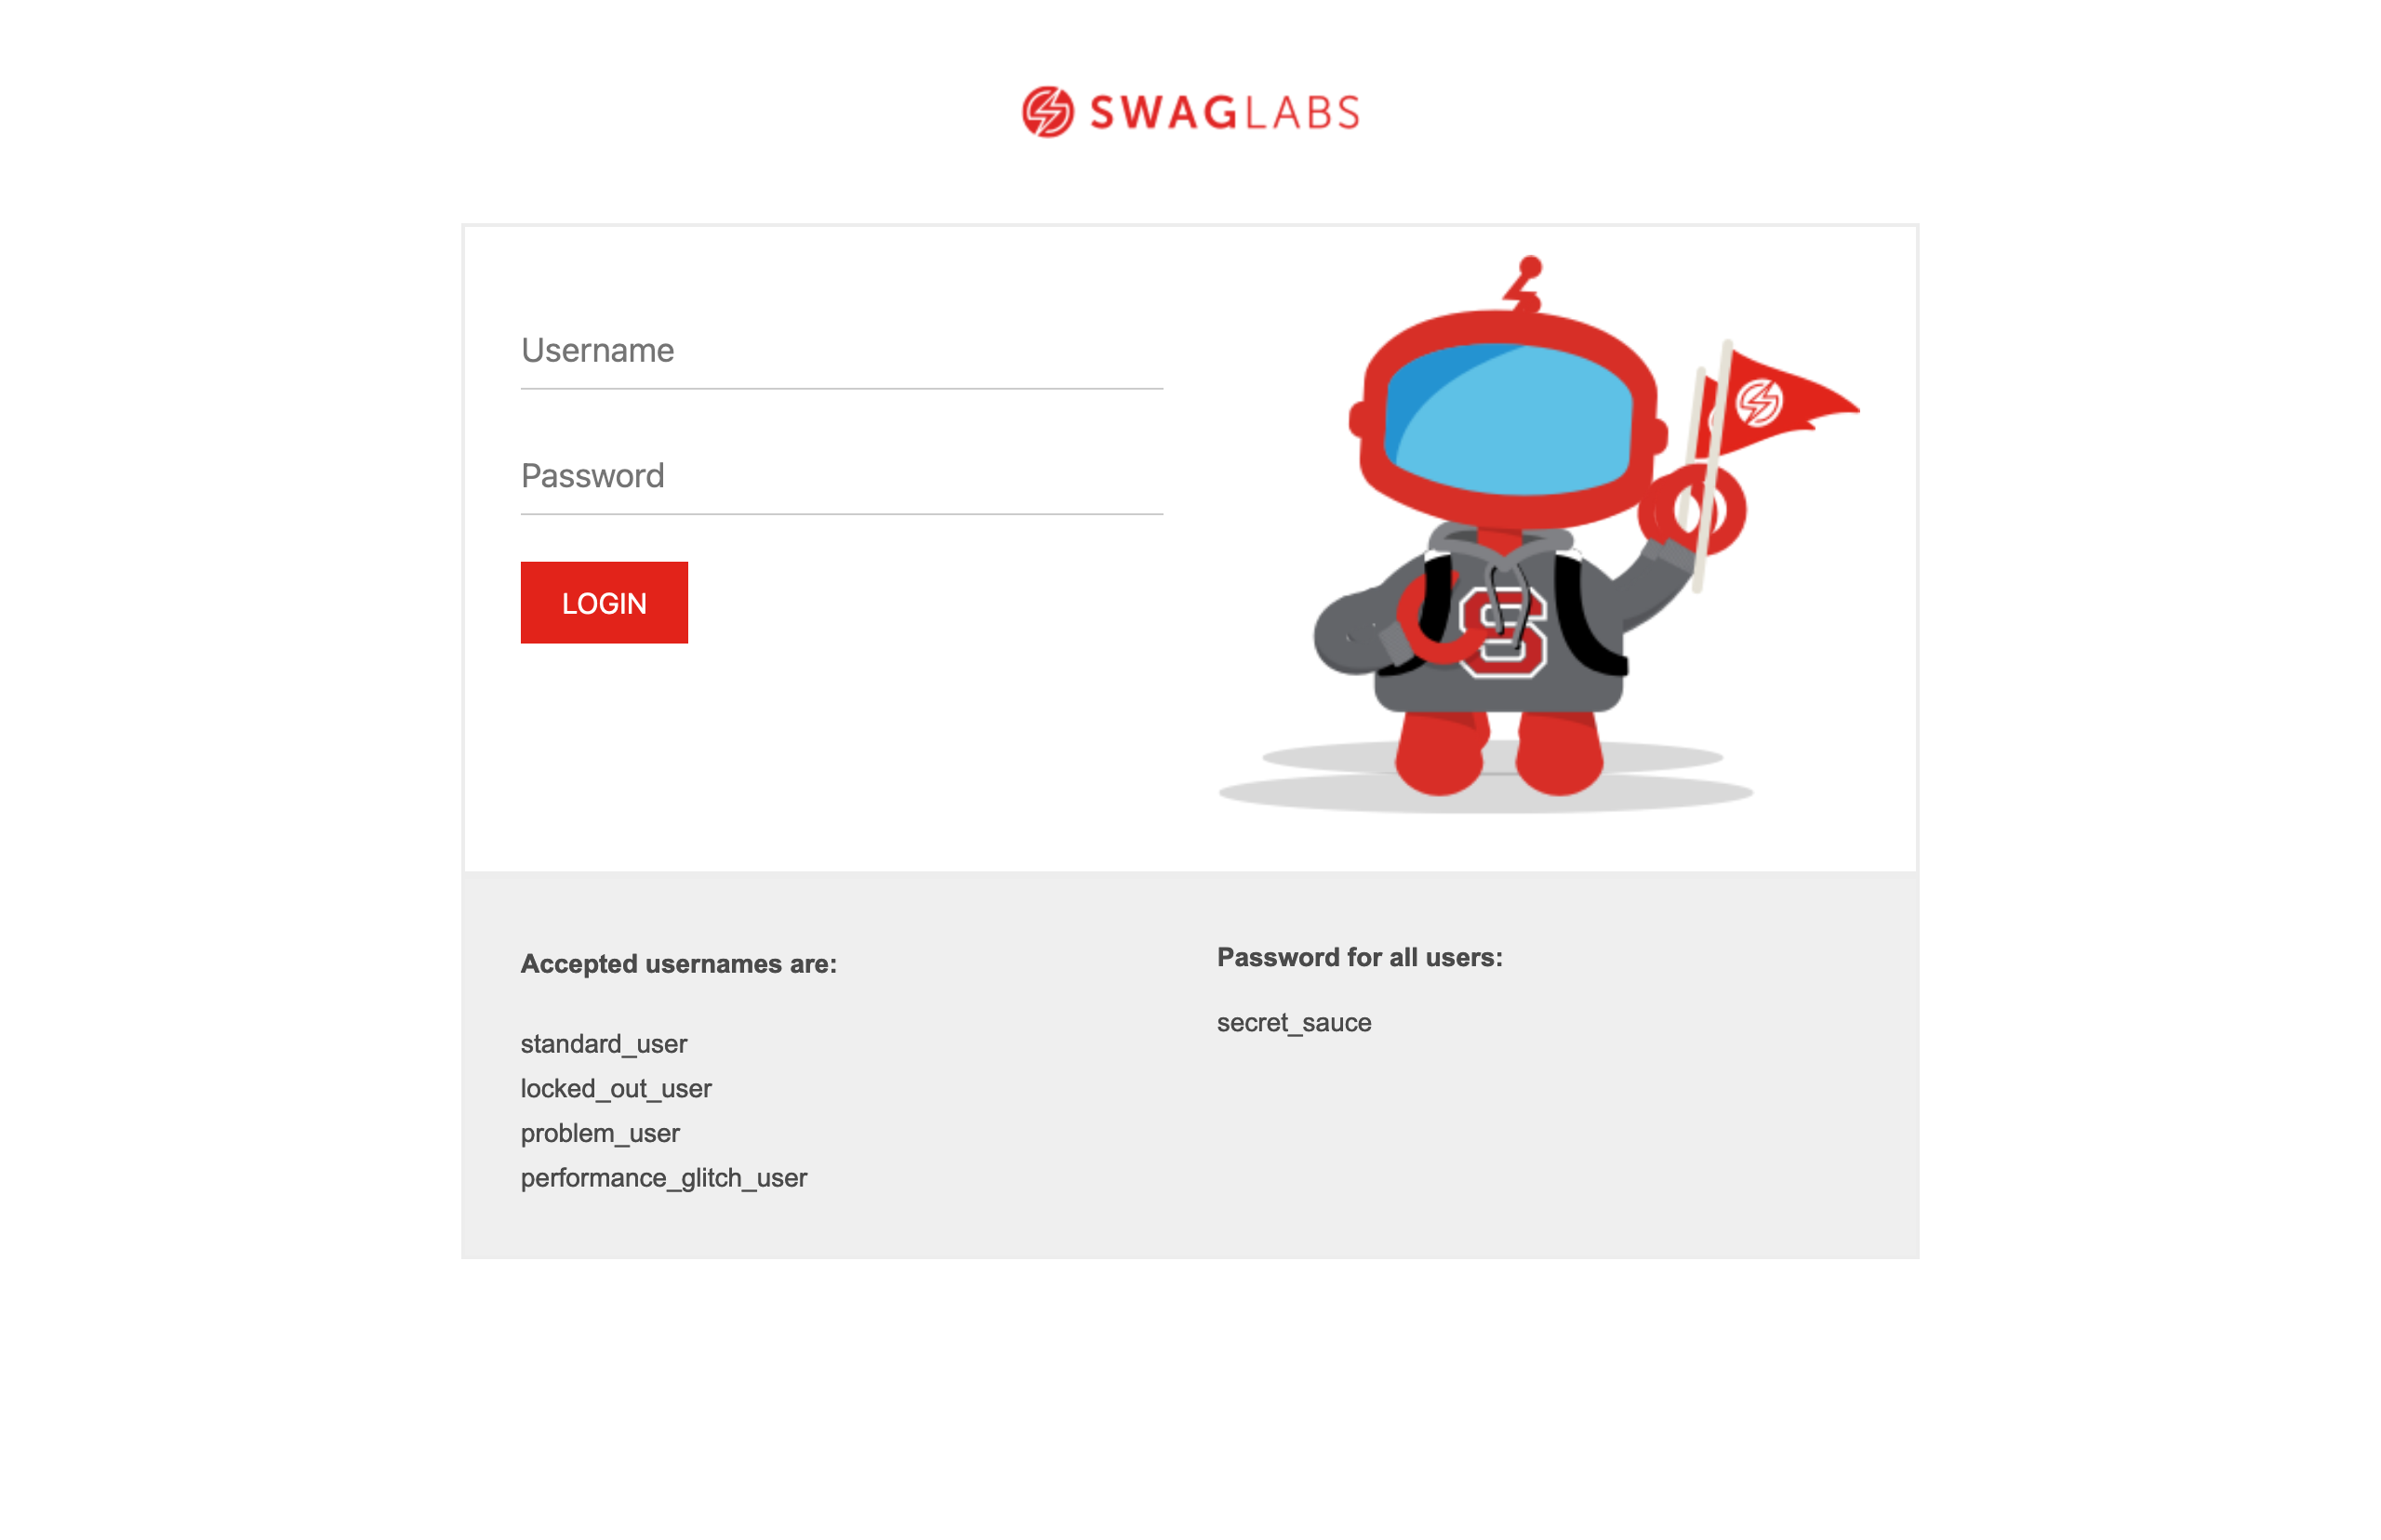 SWAGLABS
Username
Password
LOGIN
S
Accepted usernames are:
standard_user
locked_out_user
problem_user
performance_glitch_user
Password for all users:
secret_sauce